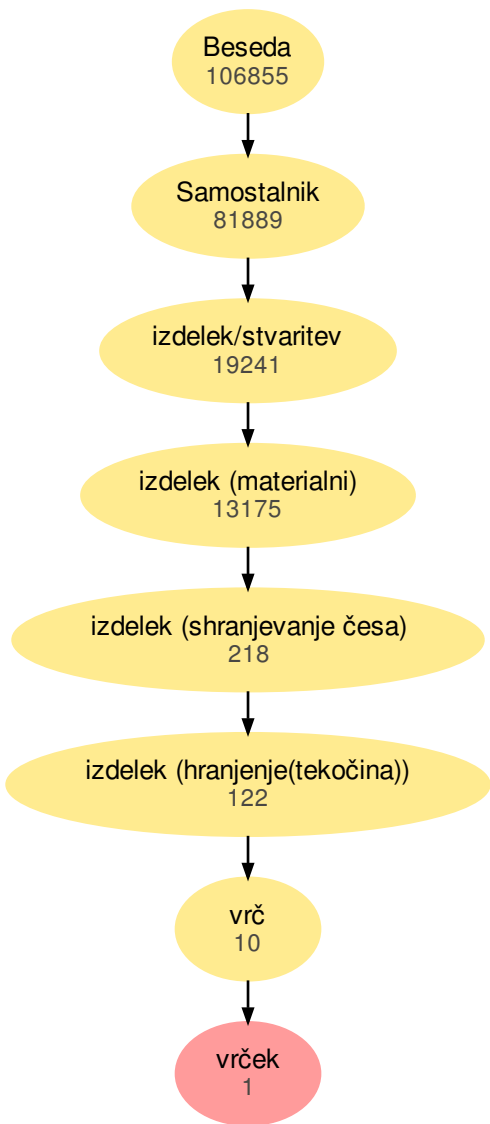 Beseda
106855
Samostalnik
81889
izdelek/stvaritev
19241
izdelek (materialni)
13175
izdelek (shranjevanje česa)
218
izdelek (hranjenje(tekočina))
122
vrč
10
vrček
1